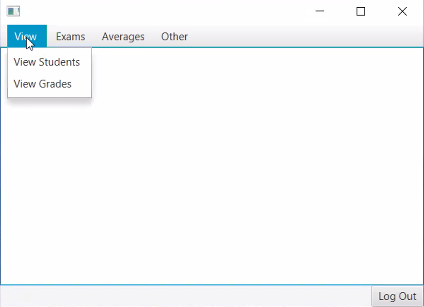 View Exams Averages Other
View Students
View Grades
Log Out